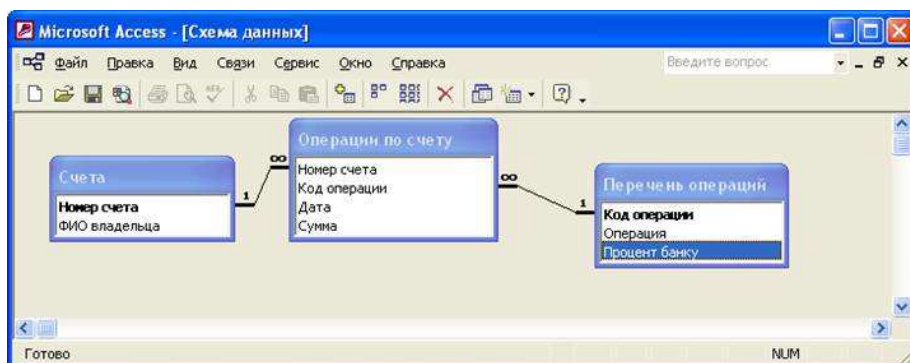 Microsoft Access - [Схема данных]
Файл Правка Вид Связи Сервис Окно Справка Введите вопрос
Счета
Номер счета
ФИО владельца
1
∞
Операции по счету
Номер счета
Код операции
Дата
Сумма
∞
1
Перечень операций
Код операции
Операция
Процент банку
Готово NUM